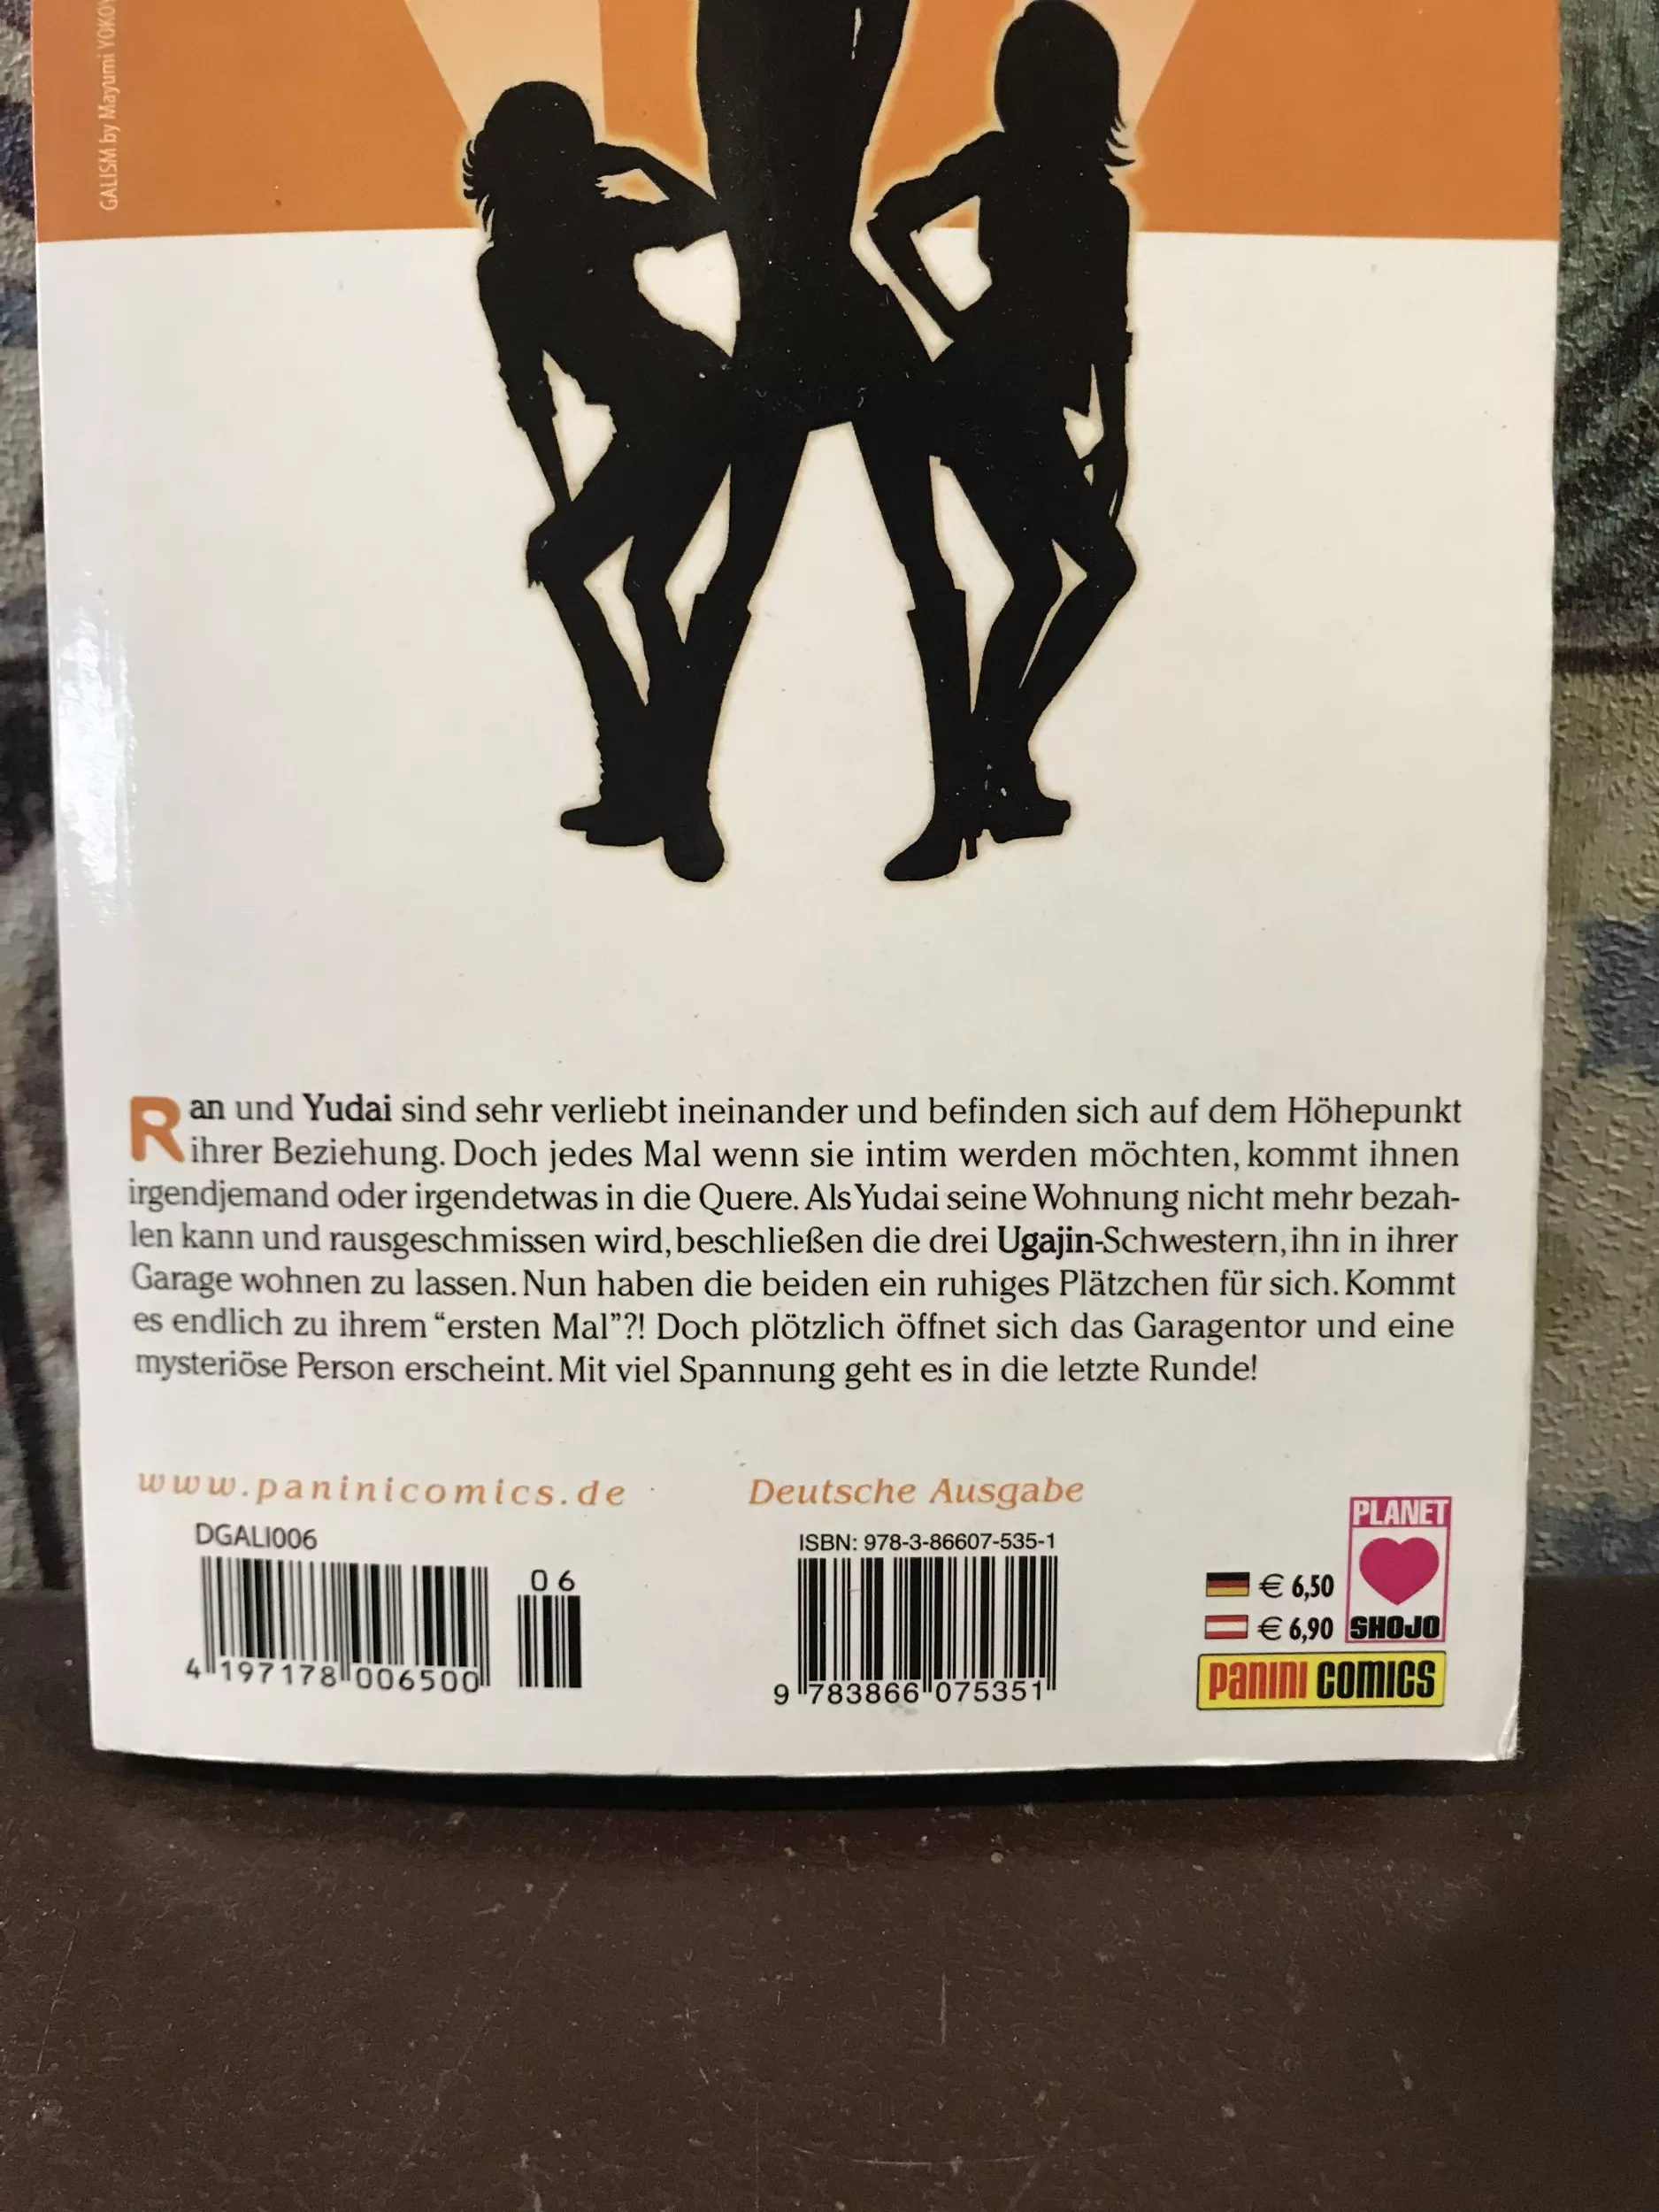 GALISM by Mayumi
Ran und Yudai sind sehr verliebt ineinander und befinden sich auf dem Höhepunkt
ihrer Beziehung. Doch jedes Mal wenn sie intim werden möchten, kommt ihnen
irgendjemand oder irgendetwas in die Quere. Als Yudai seine Wohnung nicht mehr bezah-
len kann und rausgeschmissen wird, beschließen die drei Ugajin-Schwestern, ihn in ihrer
Garage wohnen zu lassen. Nun haben die beiden ein ruhiges Plätzchen für sich. Kommt
es endlich zu ihrem “ersten Mal”?! Doch plötzlich öffnet sich das Garagentor und eine
mysteriöse Person erscheint. Mit viel Spannung geht es in die letzte Runde!
www.paninicomics.de
Deutsche Ausgabe
DGALI006
06
4 197178 006500
ISBN: 978-3-86607-535-1
9 783866 075351
€ 6,50
€ 6,90
PLANET
SHOJO
PANINI COMICS